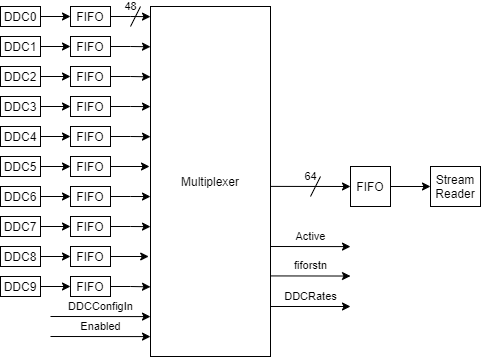 DDC0 FIFO 48
DDC1 FIFO
DDC2 FIFO
DDC3 FIFO
DDC4 FIFO
DDC5 FIFO
DDC6 FIFO
DDC7 FIFO
DDC8 FIFO
DDC9 FIFO
DDCConfigIn
Enabled
Multiplexer
64
FIFO
Stream
Reader
Active
fiforstn
DDCRates